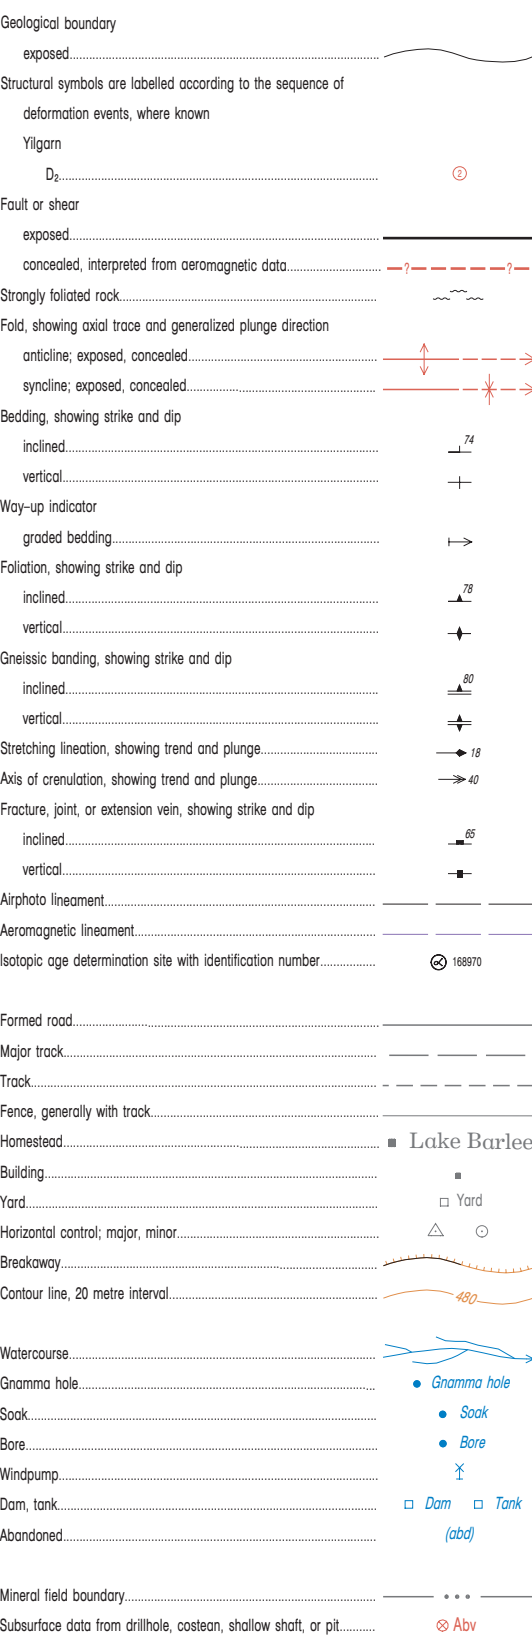 Geological boundary
exposed
Structural symbols are labelled according to the sequence of
deformation events, where known
Yilgarn
D₂ 2
Fault or shear
exposed
concealed, interpreted from aeromagnetic data ? ?
Strongly foliated rock
Fold, showing axial trace and generalized plunge direction
anticline; exposed, concealed
syncline; exposed, concealed
Bedding, showing strike and dip
inclined 74
vertical
Way-up indicator
graded bedding
Foliation, showing strike and dip
inclined 78
vertical
Gneissic banding, showing strike and dip
inclined 80
vertical
Stretching lineation, showing trend and plunge 18
Axis of crenulation, showing trend and plunge 40
Fracture, joint, or extension vein, showing strike and dip
inclined 65
vertical
Airphoto lineament
Aeromagnetic lineament
Isotopic age determination site with identification number 168970
Formed road
Major track
Track
Fence, generally with track
Homestead Lake Barlee
Building
Yard Yard
Horizontal control; major, minor
Breakaway
Contour line, 20 metre interval 480
Watercourse
Gnamma hole Gnamma hole
Soak Soak
Bore Bore
Windpump
Dam, tank Dam Tank
Abandoned (abd)
Mineral field boundary
Subsurface data from drillhole, costean, shallow shaft, or pit Abv